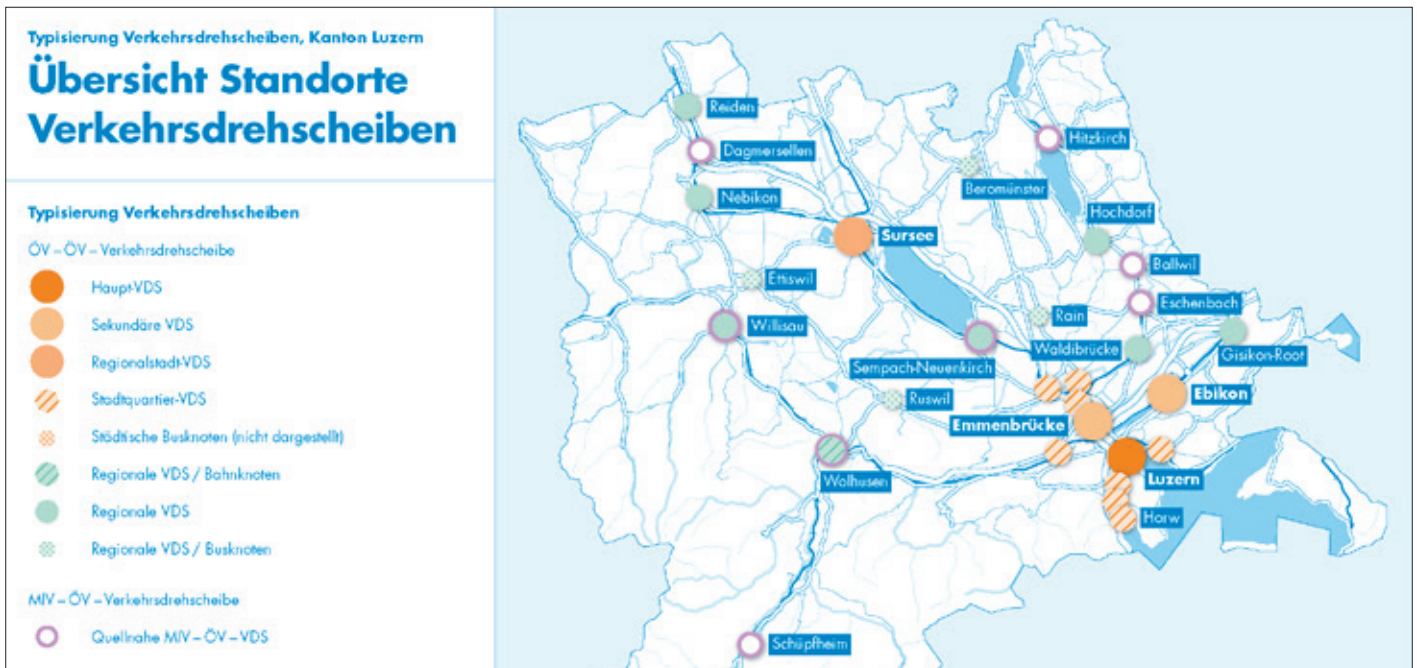 Typisierung Verkehrsdrehscheiben, Kanton Luzern
Übersicht Standorte
Verkehrsdrehscheiben
Typisierung Verkehrsdrehscheiben
ÖV – ÖV – Verkehrsdrehscheibe
Haupt-VDS
Sekundäre VDS
Regionalstadt-VDS
Stadtquartier-VDS
Städtische Busknoten (nicht dargestellt)
Regionale VDS / Bahnknoten
Regionale VDS
Regionale VDS / Busknoten
MIV – ÖV – Verkehrsdrehscheibe
Quellnahe MIV – ÖV – VDS
Reiden
Dagmersellen
Hitzkirch
Beromünster
Nebikon
Hochdorf
Sursee
Ballwil
Ettiswil
Eschenbach
Rain
Willisau
Waldibrücke
Gisikon-Root
Sempach-Neuenkirch
Ebikon
Ruswil
Emmenbrücke
Wolhusen
Luzern
Horw
Schüpfheim